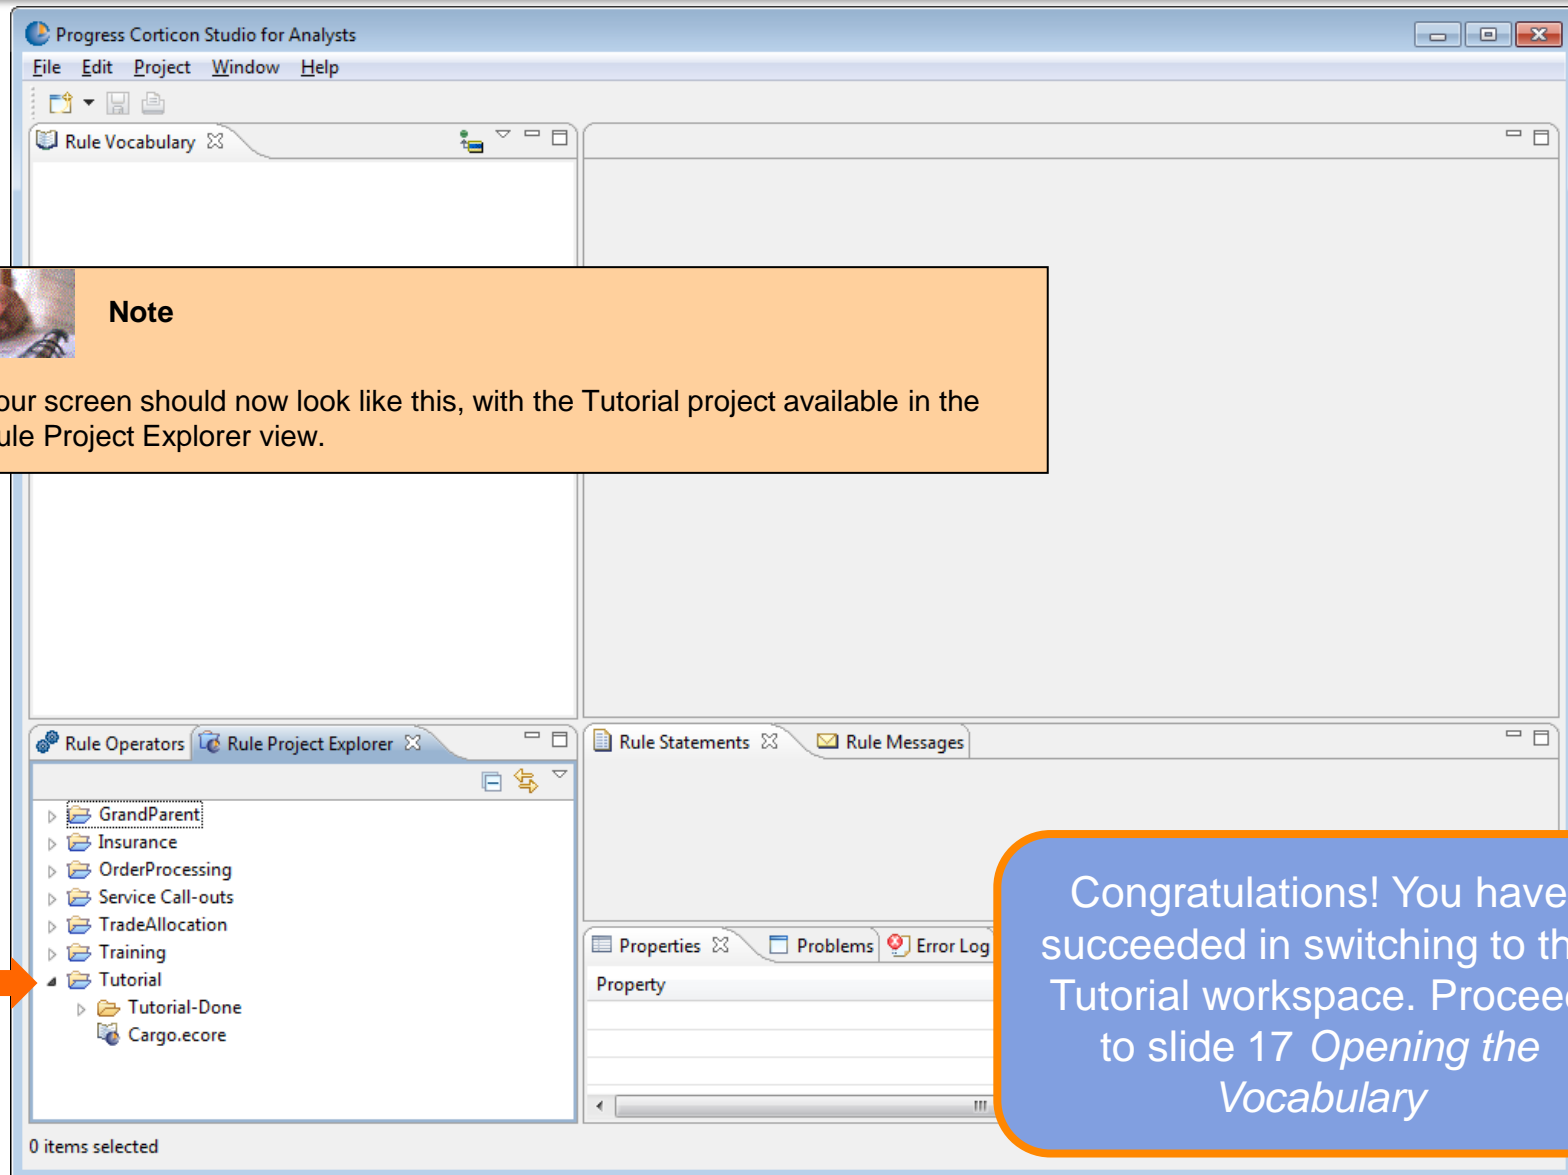 Progress Corticon Studio for Analysts
File Edit Project Window Help
Rule Vocabulary
Note
our screen should now look like this, with the Tutorial project available in the
ule Project Explorer view.
Rule Operators Rule Project Explorer
GrandParent
Insurance
OrderProcessing
Service Call-outs
TradeAllocation
Training
Tutorial
Tutorial-Done
Cargo.ecore
Rule Statements Rule Messages
Properties Problems Error Log
Property
Congratulations! You have
succeeded in switching to th
Tutorial workspace. Proceed
to slide 17 Opening the
Vocabulary
0 items selected